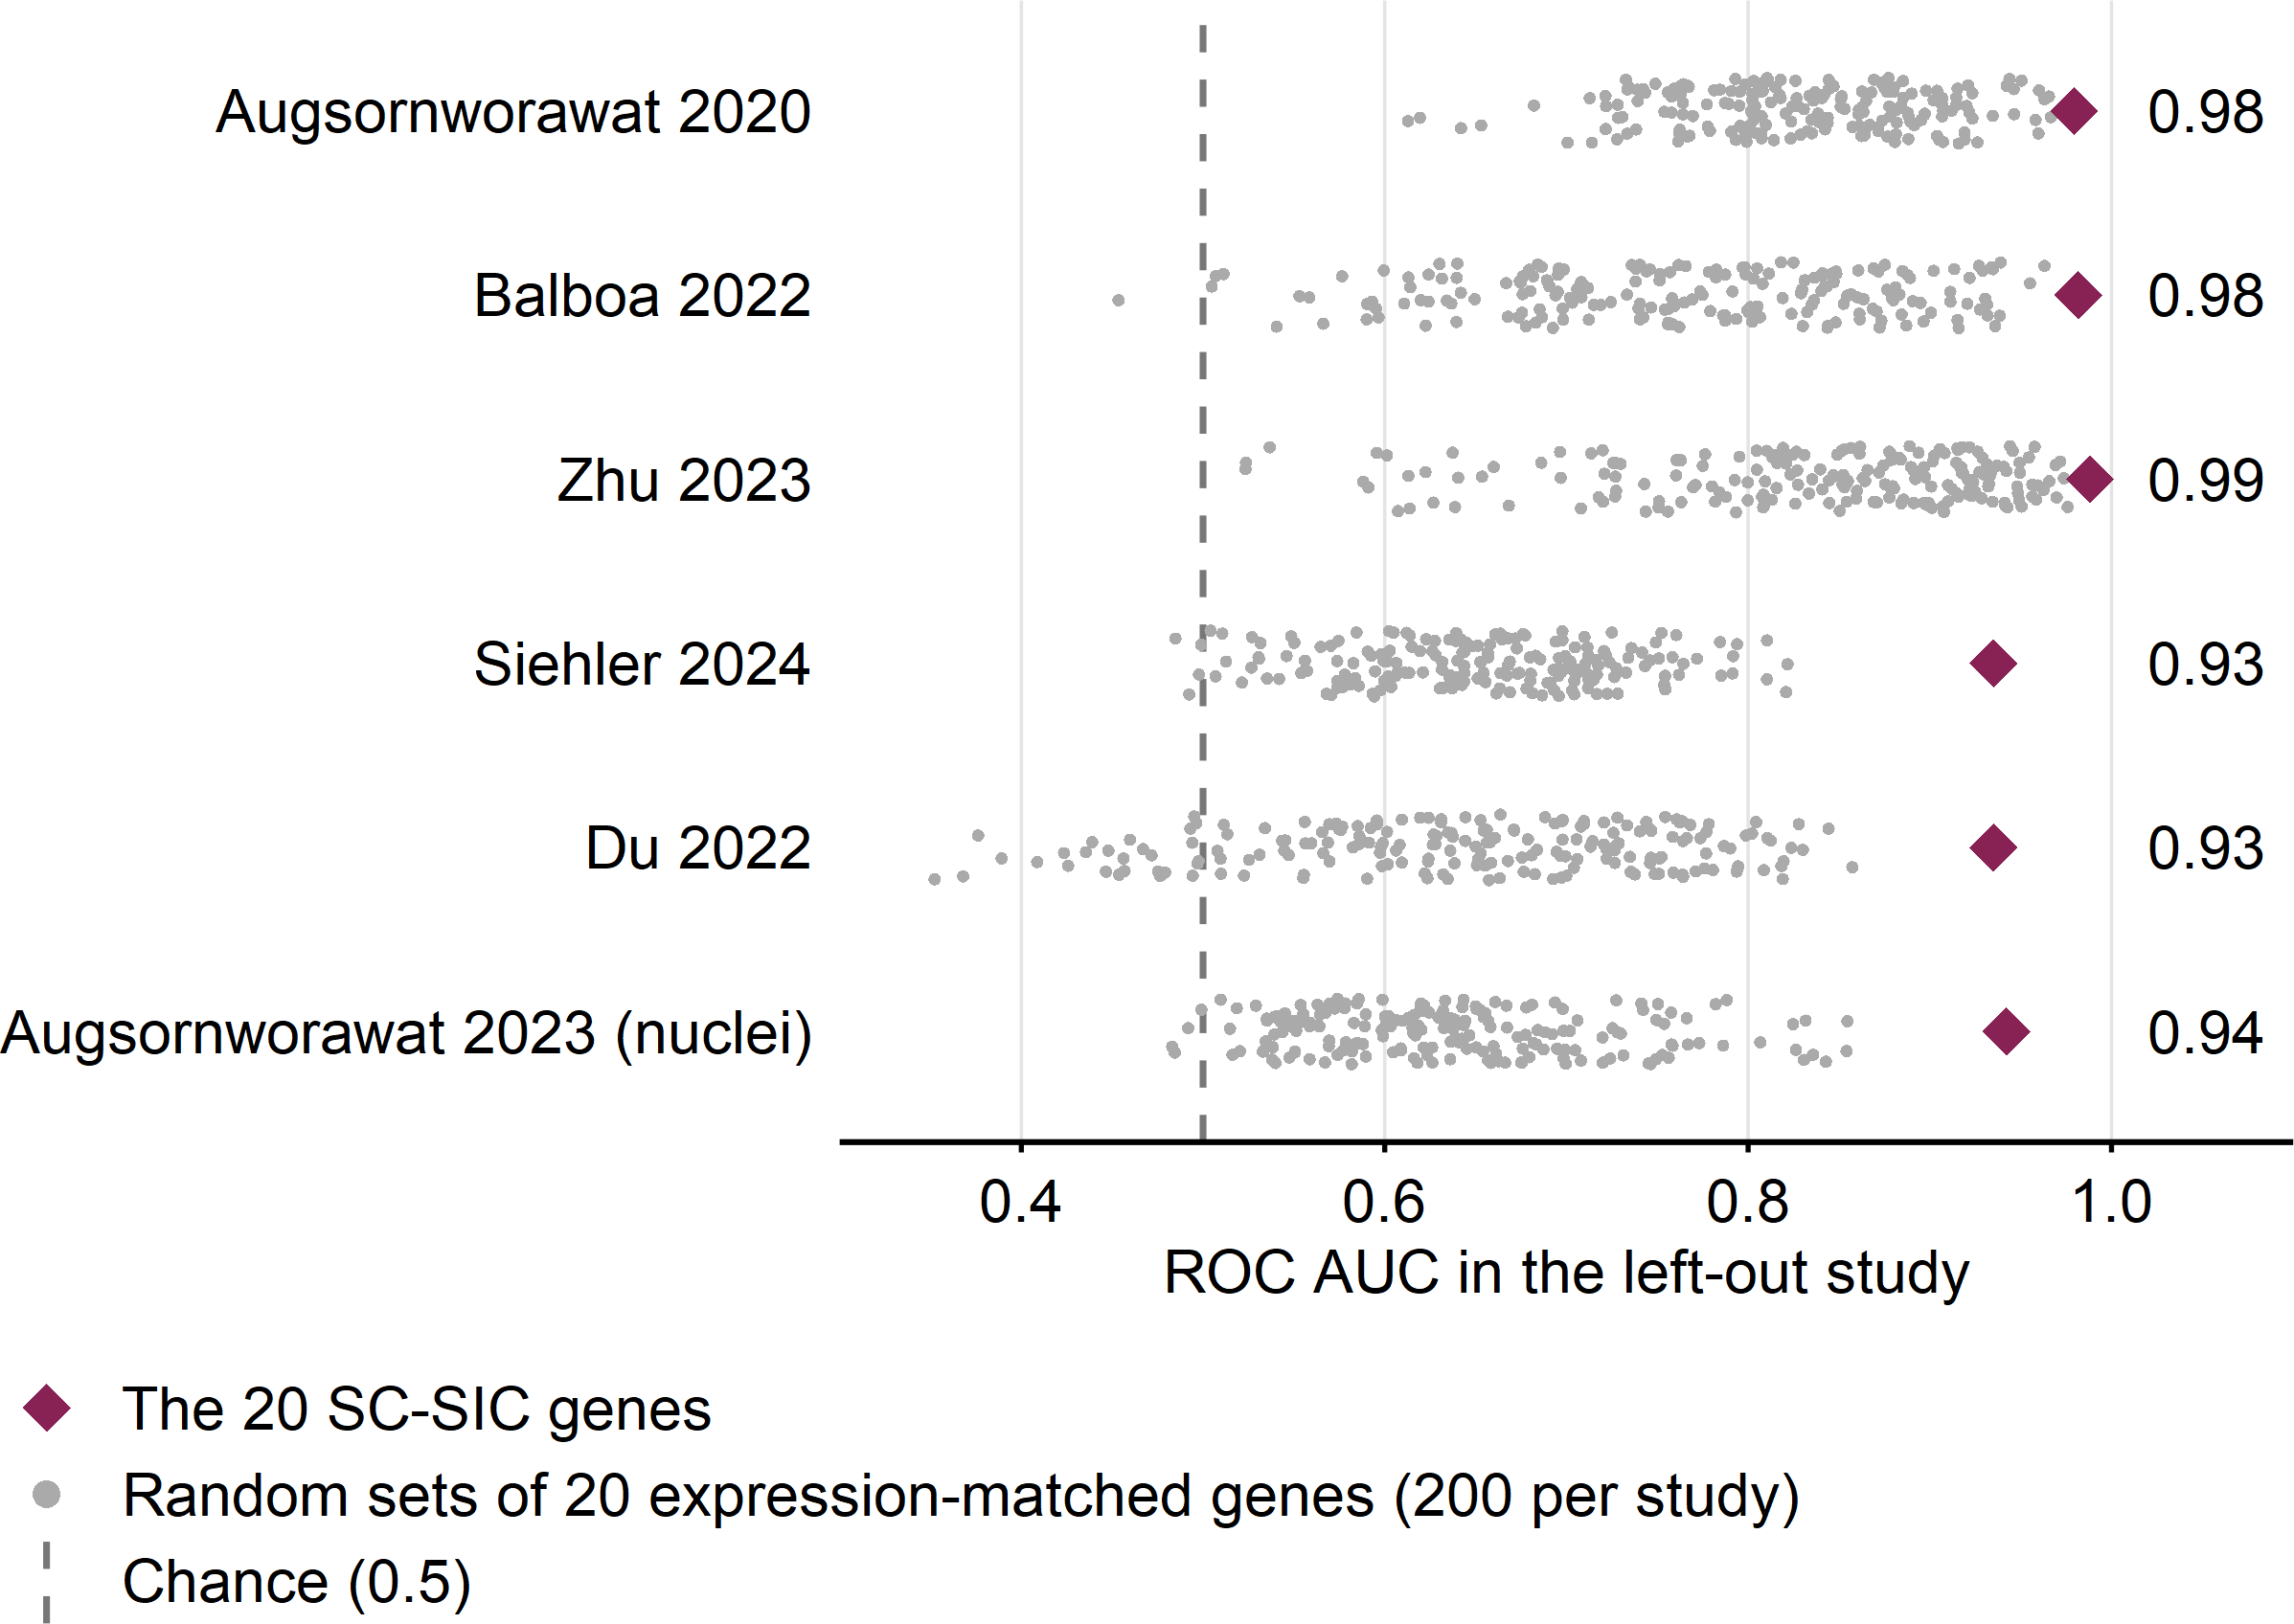 Augsornworawat 2020 0.98
Balboa 2022 0.98
Zhu 2023 0.99
Siehler 2024 0.93
Du 2022 0.93
Augsornworawat 2023 (nuclei) 0.94
0.4 0.6 0.8 1.0
ROC AUC in the left-out study
The 20 SC-SIC genes
Random sets of 20 expression-matched genes (200 per study)
Chance (0.5)